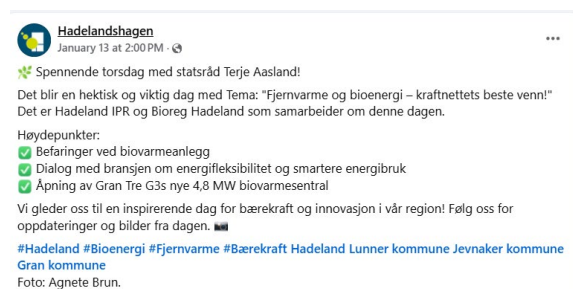 Hadelandshagen
January 13 at 2:00 PM ·
🌿 Spennende torsdag med statsråd Terje Aasland!
Det blir en hektisk og viktig dag med Tema: "Fjernvarme og bioenergi – kraftnettets beste venn!"
Det er Hadeland IPR og Bioreg Hadeland som samarbeider om denne dagen.
Høydepunkter:
✅ Befaringer ved biovarmeanlegg
✅ Dialog med bransjen om energifleksibilitet og smartere energibruk
✅ Åpning av Gran Tre G3s nye 4,8 MW biovarmesentral
Vi gleder oss til en inspirerende dag for bærekraft og innovasjon i vår region! Følg oss for
oppdateringer og bilder fra dagen. 📷
#Hadeland #Bioenergi #Fjernvarme #Bærekraft Hadeland Lunner kommune Jevnaker kommune
Gran kommune
Foto: Agnete Brun.